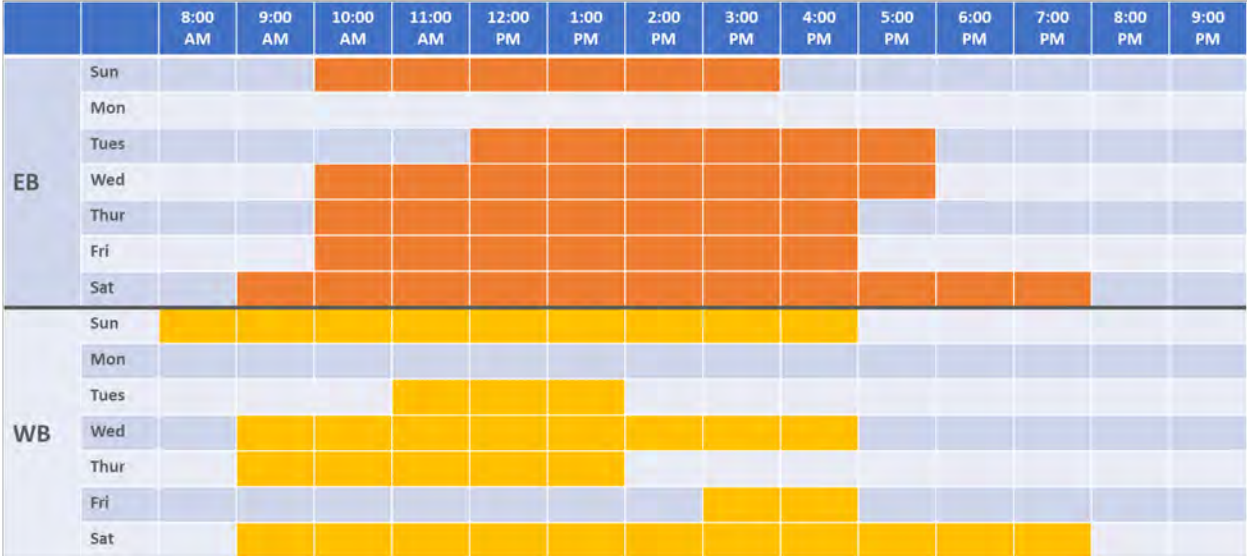 8:00 9:00 10:00 11:00 12:00 1:00 2:00 3:00 4:00 5:00 6:00 7:00 8:00 9:00
AM AM AM AM PM PM PM PM PM PM PM PM PM PM
Sun
Mon
Tues
EB Wed
Thur
Fri
Sat
Sun
Mon
Tues
WB Wed
Thur
Fri
Sat